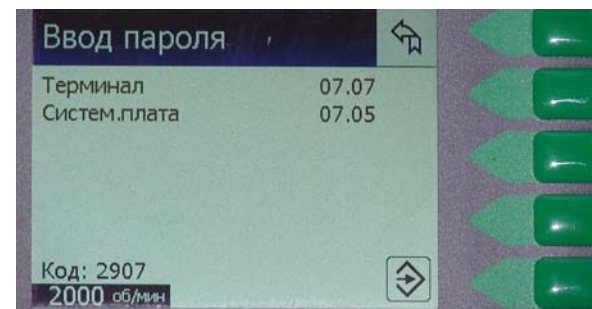 Ввод пароля
Терминал 07.07
Систем.плата 07.05
Код: 2907
2000 об/мин